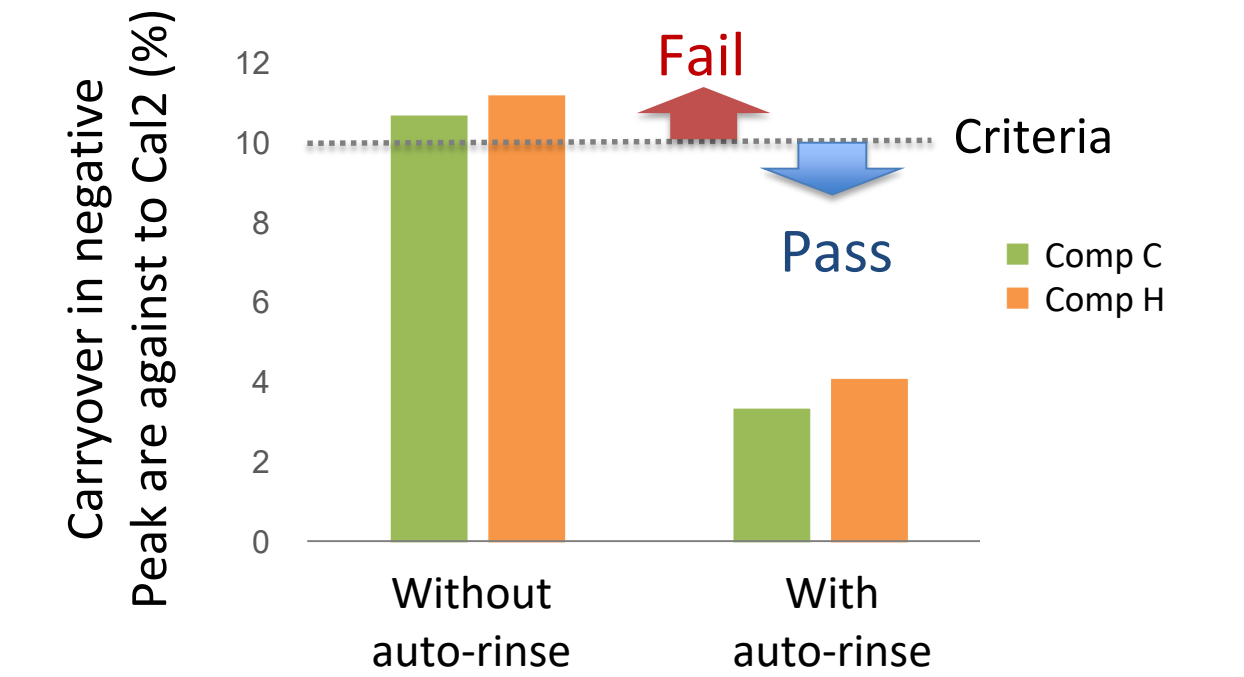 Carryover in negative
Peak are against to Cal2 (%)
12
10
8
6
4
2
0
Fail
Criteria
Pass
Comp C
Comp H
Without
auto-rinse
With
auto-rinse